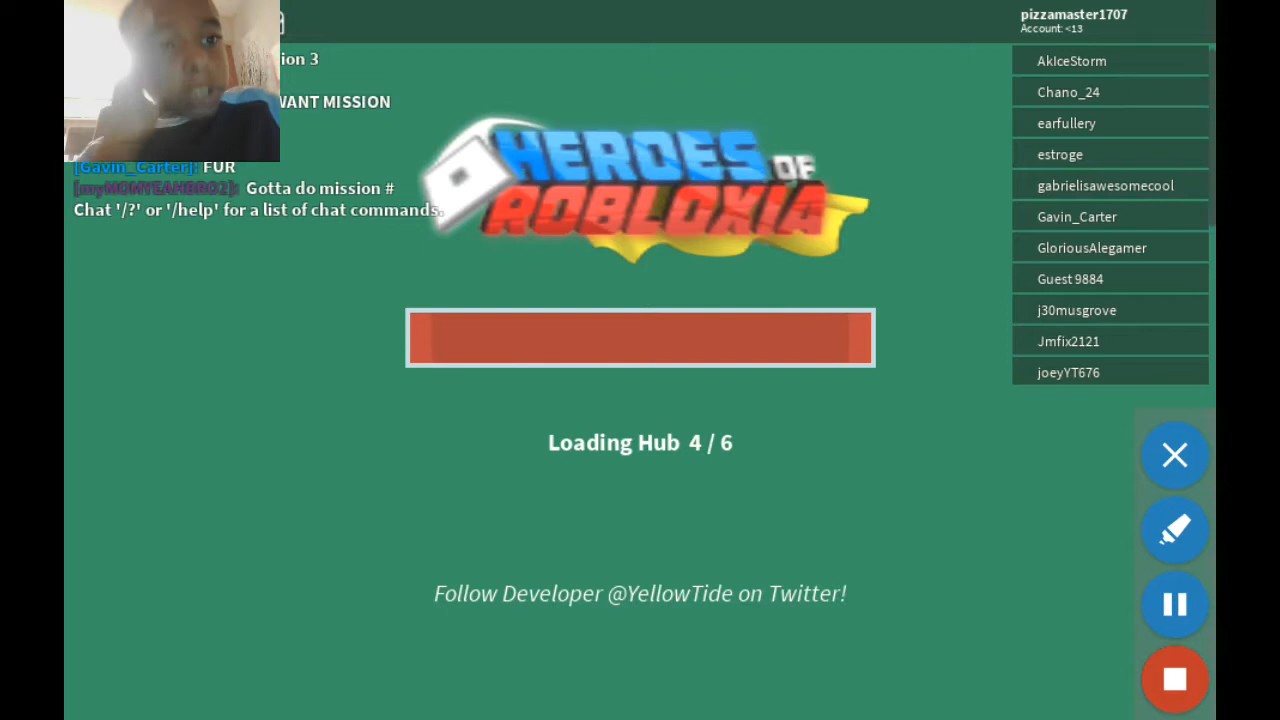 pizzamaster1707
Account: <13
ion 3
WANT MISSION
[Gavin_Carter]: FUR
[myMOMYEAHBRO2]: Gotta do mission #
Chat '/?' or '/help' for a list of chat commands.
HEROES OF
ROBLOXIA
AkIceStorm
Chano_24
earfullery
estroge
gabrielisawesomecool
Gavin_Carter
GloriousAlegamer
Guest 9884
j30musgrove
Jmfix2121
joeyYT676
Loading Hub 4 / 6
Follow Developer @YellowTide on Twitter!